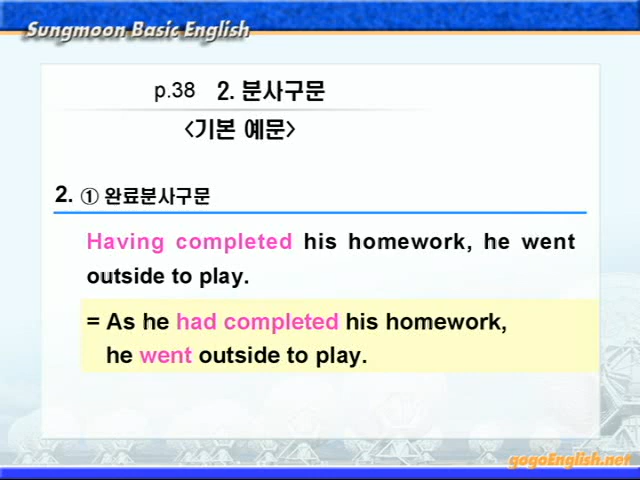 Sungmoon Basic English
p.38 2. 분사구문
<기본 예문>
2. ① 완료분사구문
Having completed his homework, he went
outside to play.
= As he had completed his homework,
he went outside to play.
gogoEnglish.net